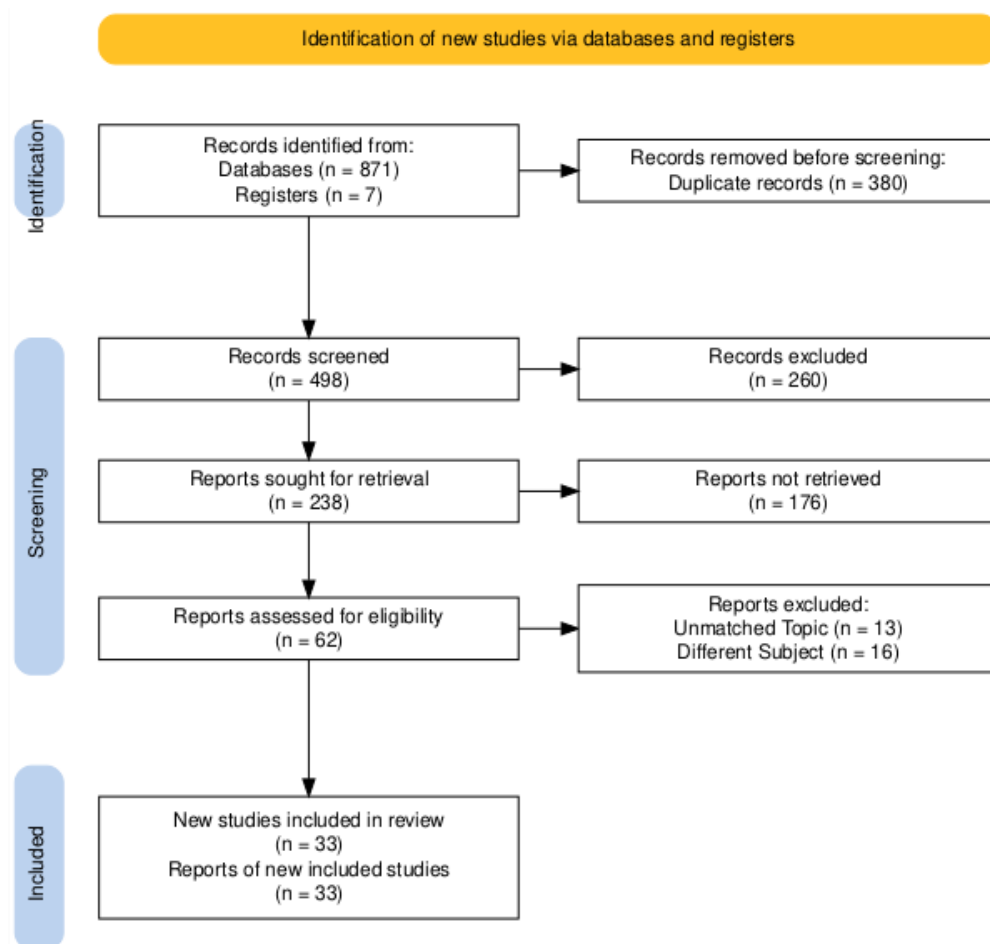 Identification of new studies via databases and registers
Identification
Records identified from:
Databases (n = 871)
Registers (n = 7)
Records removed before screening:
Duplicate records (n = 380)
Screening
Records screened
(n = 498)
Records excluded
(n = 260)
Reports sought for retrieval
(n = 238)
Reports not retrieved
(n = 176)
Reports assessed for eligibility
(n = 62)
Reports excluded:
Unmatched Topic (n = 13)
Different Subject (n = 16)
Included
New studies included in review
(n = 33)
Reports of new included studies
(n = 33)